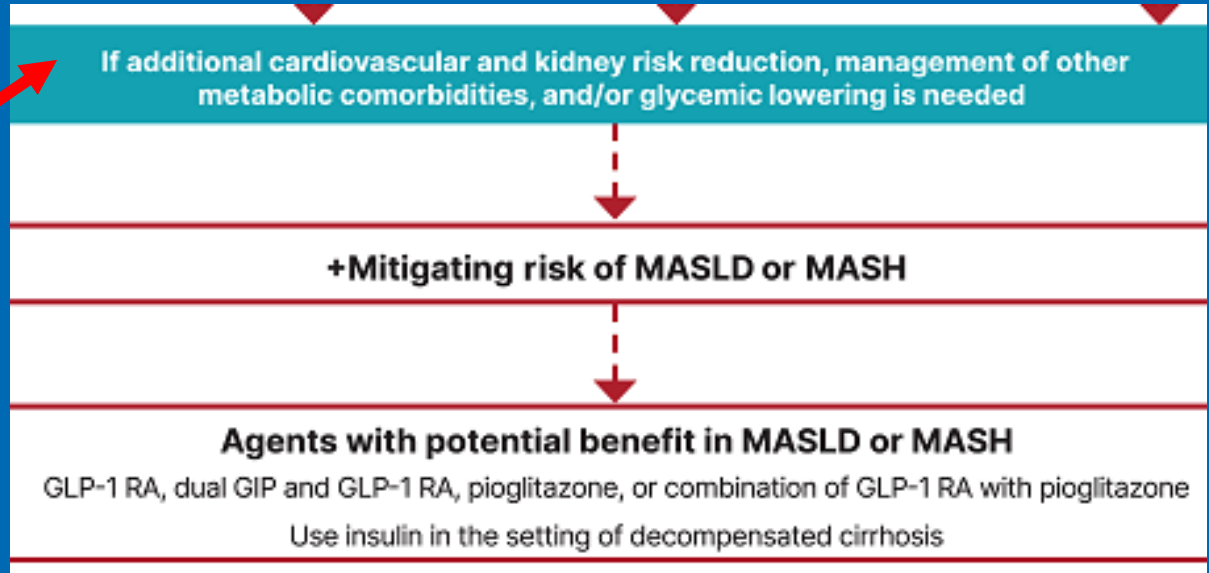 If additional cardiovascular and kidney risk reduction, management of other
metabolic comorbidities, and/or glycemic lowering is needed
+Mitigating risk of MASLD or MASH
Agents with potential benefit in MASLD or MASH
GLP-1 RA, dual GIP and GLP-1 RA, pioglitazone, or combination of GLP-1 RA with pioglitazone
Use insulin in the setting of decompensated cirrhosis